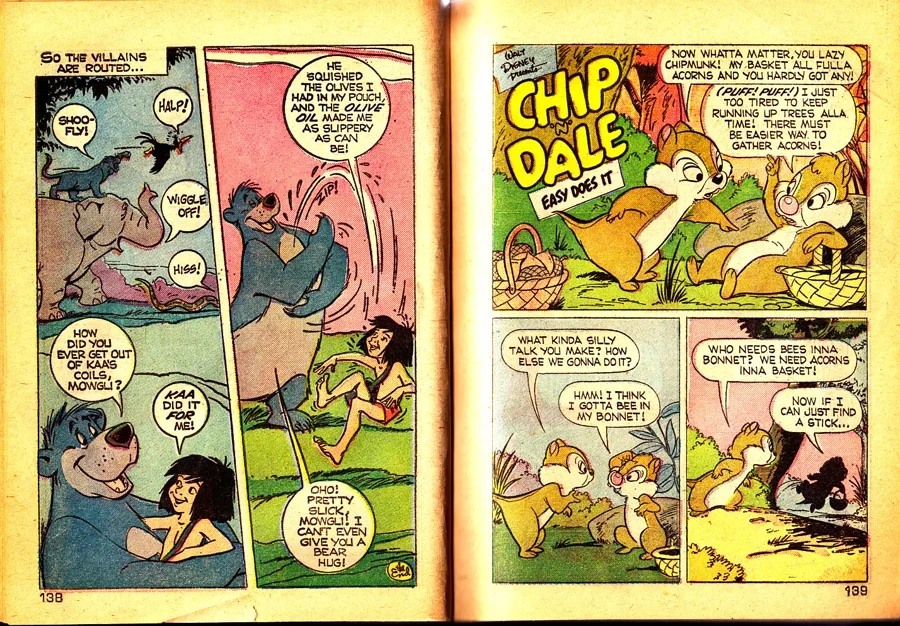 SO THE VILLAINS
ARE ROUTED...
SHOO-
FLY!
HALP!
WIGGLE
OFF!
HISS!
HOW
DID YOU
EVER GET OUT
OF KAA'S
COILS,
MOWGLI?
KAA
DID IT
FOR
ME!
HE
SQUISHED
THE OLIVES I
HAD IN MY POUCH,
AND THE OLIVE
OIL MADE ME
AS SLIPPERY
AS CAN
BE!
ZIP!
OHO!
PRETTY
SLICK,
MOWGLI! I
CAN'T EVEN
GIVE YOU A
BEAR
HUG!
The
End
138
WALT
DISNEY
presents
CHIP
'N'
DALE
EASY DOES IT
NOW WHATTA MATTER, YOU LAZY
CHIPMUNK! MY BASKET ALL FULLA
ACORNS AND YOU HARDLY GOT ANY!
(PUFF! PUFF!) I JUST
TOO TIRED TO KEEP
RUNNING UP TREES ALLA
TIME! THERE MUST
BE EASIER WAY TO
GATHER ACORNS!
WHAT KINDA SILLY
TALK YOU MAKE? HOW
ELSE WE GONNA DO IT?
HMM! I THINK
I GOTTA BEE IN
MY BONNET!
WHO NEEDS BEES INNA
BONNET? WE NEED ACORNS
INNA BASKET!
NOW IF I
CAN JUST FIND
A STICK...
139